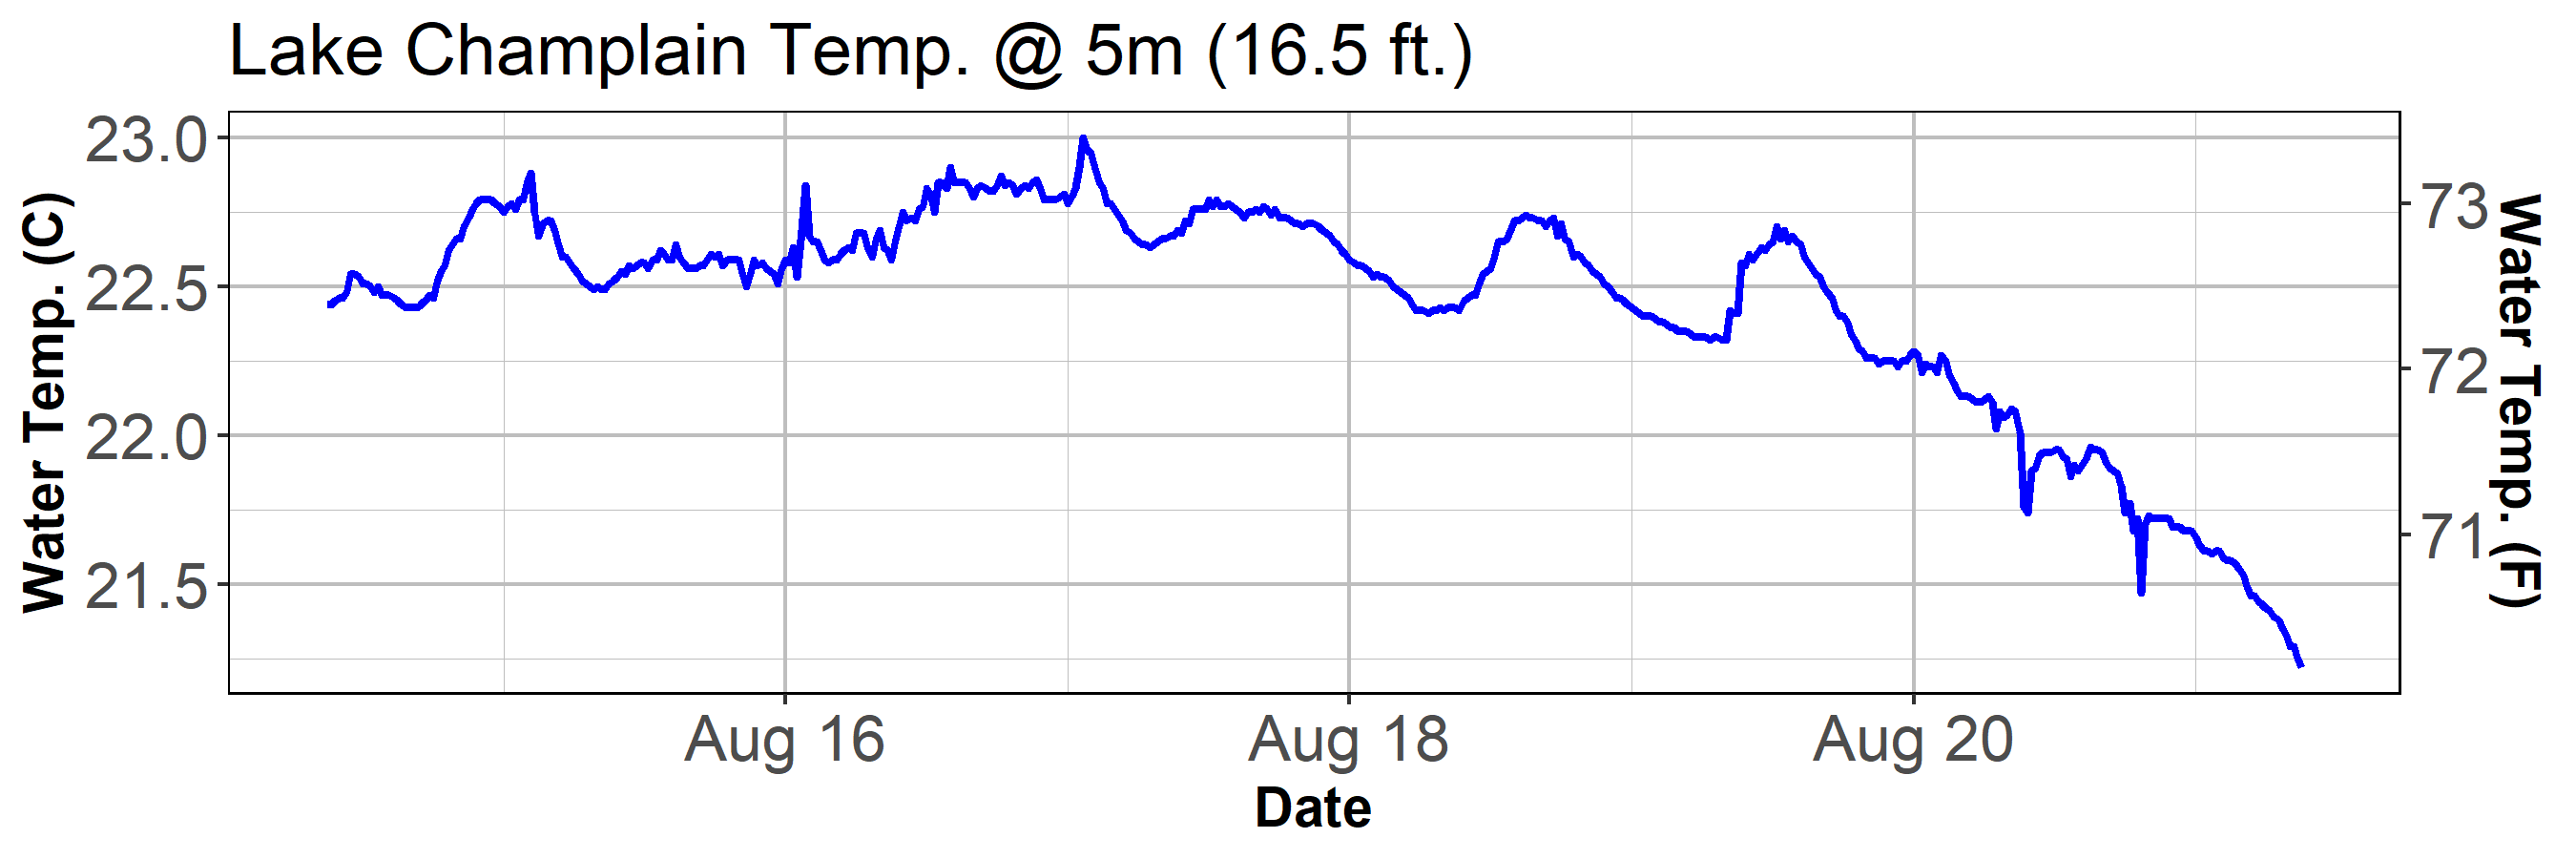 Lake Champlain Temp. @ 5m (16.5 ft.)
Water Temp. (C)
23.0
22.5
22.0
21.5
73
72
71
Water Temp. (F)
Aug 16 Aug 18 Aug 20
Date